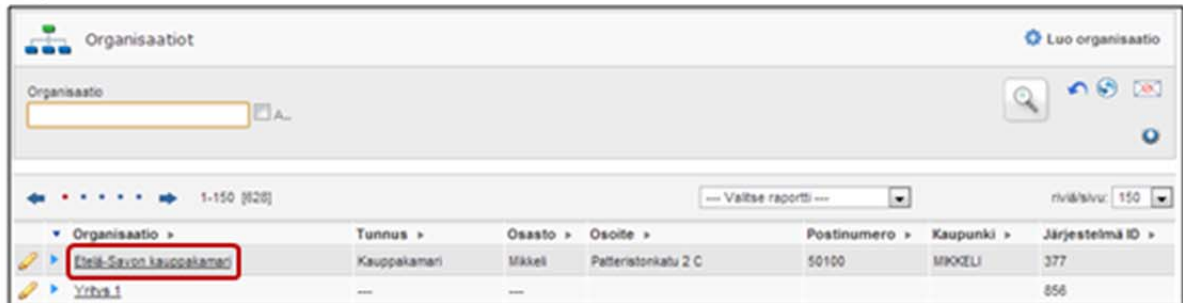 Organisaatiot Luo organisaatio
Organisaatio
A...
1-150 [628] --- Valitse raportti --- riviä/sivu: 150
Organisaatio Tunnus Osasto Osoite Postinumero Kaupunki Järjestelmä ID
Etelä-Savon kauppakamari Kauppakamari Mikkeli Patteristonkatu 2 C 50100 MIKKELI 377
Yritys 1 --- --- 856